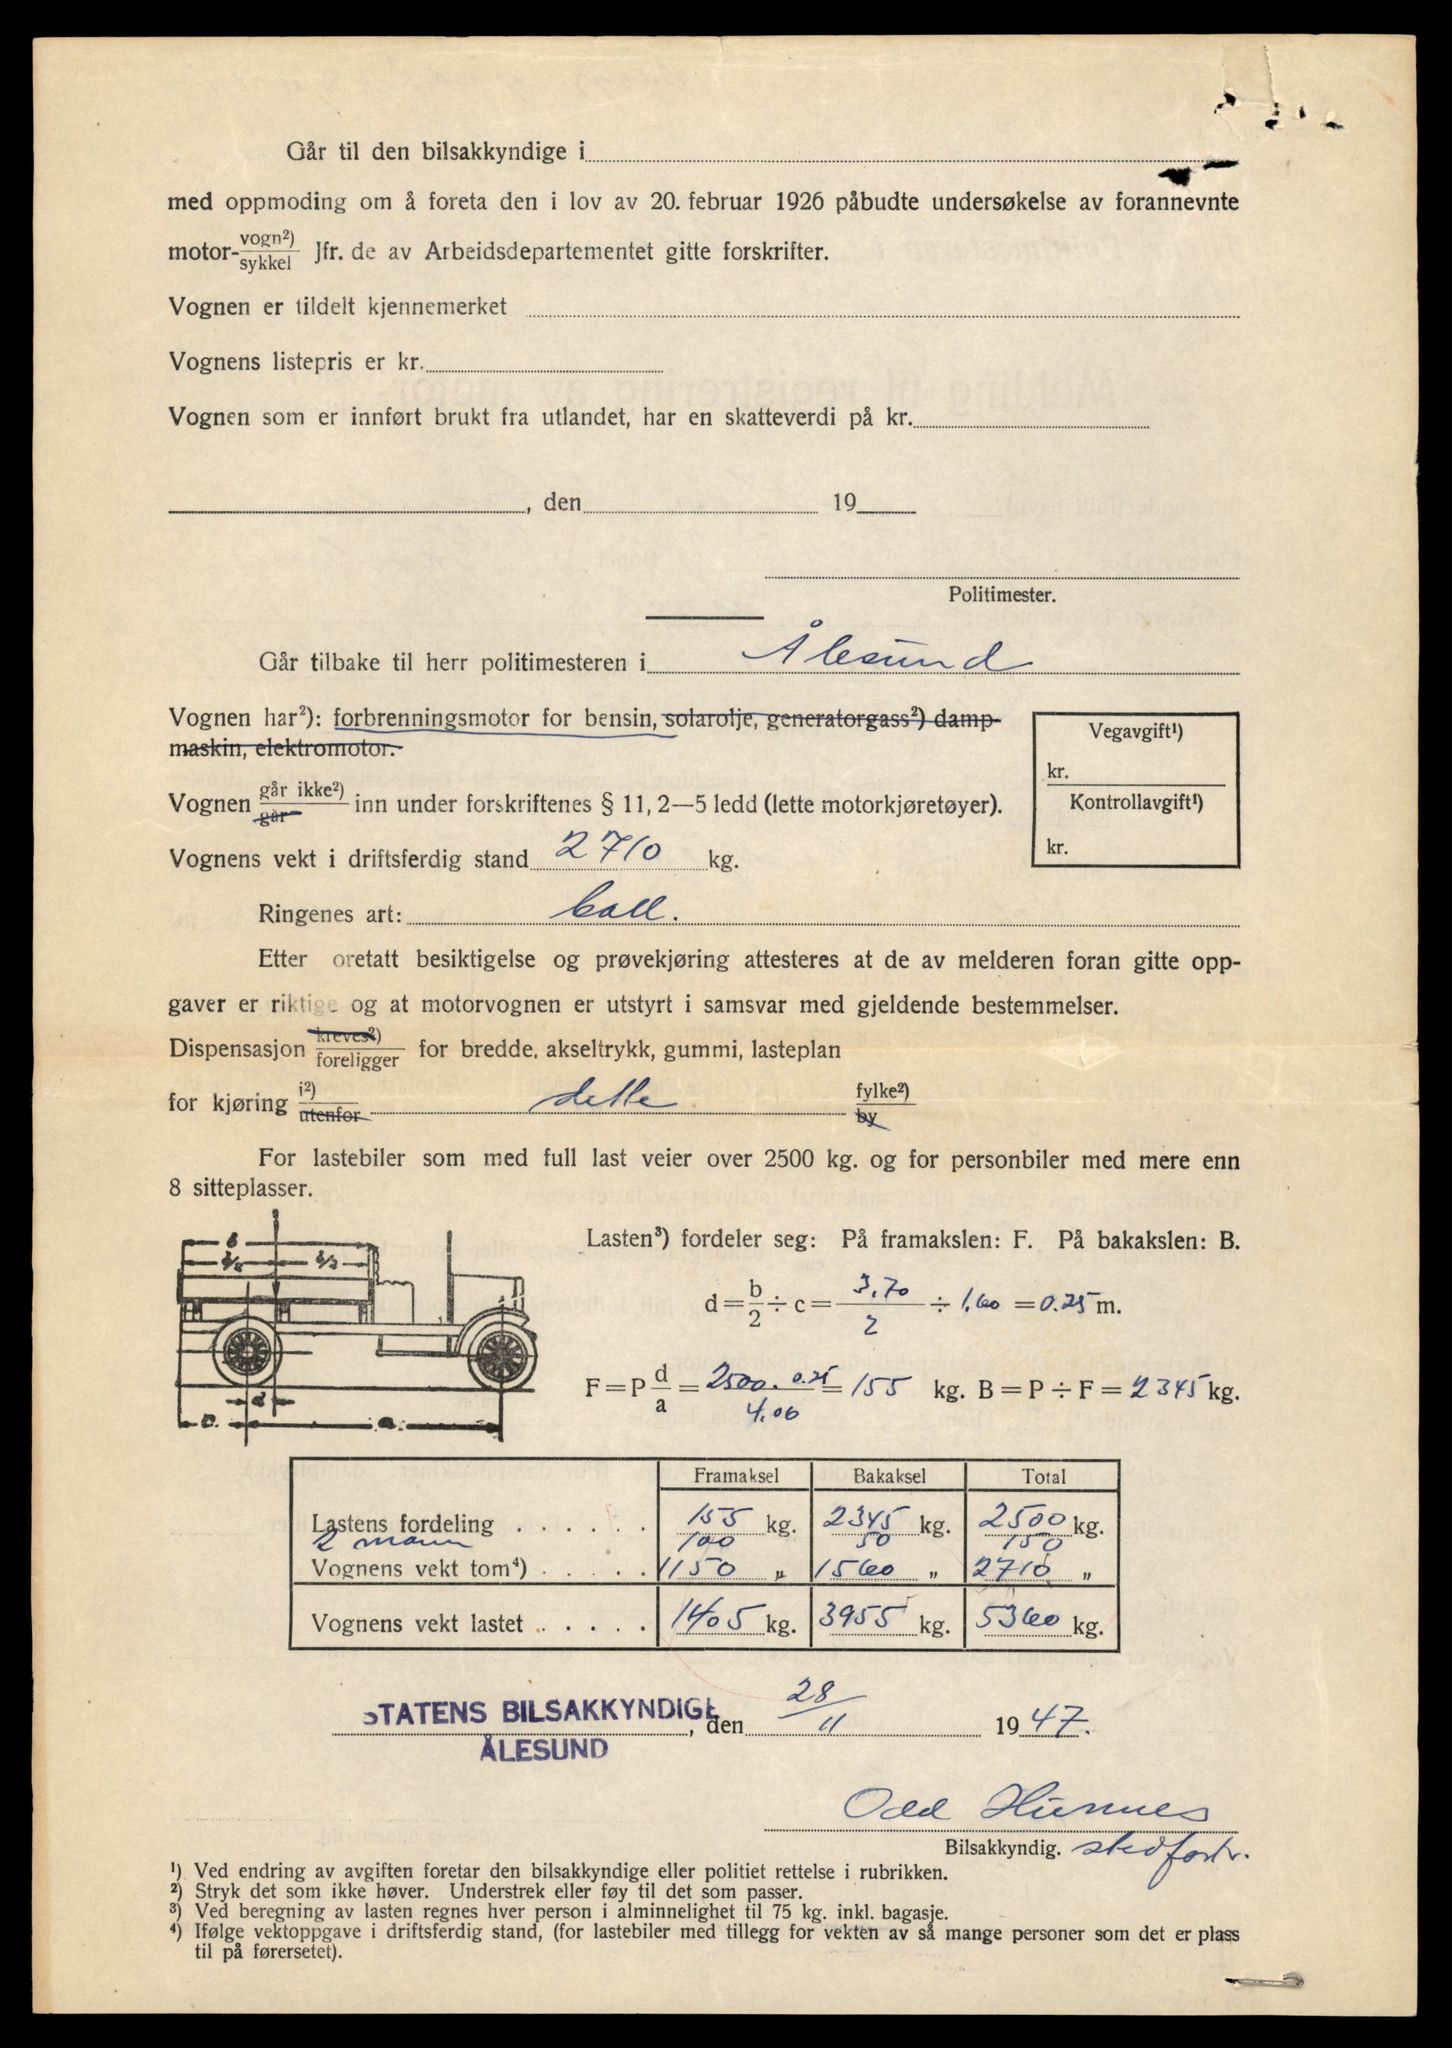 Går til den bilsakkyndige i
med oppmoding om å foreta den i lov av 20. februar 1926 påbudte undersøkelse av forannevnte
motor- vogn²) / sykkel Jfr. de av Arbeidsdepartementet gitte forskrifter.
Vognen er tildelt kjennemerket
Vognens listepris er kr.
Vognen som er innført brukt fra utlandet, har en skatteverdi på kr.
, den 19
Politimester.
Går tilbake til herr politimesteren i Ålesund
Vognen har²): forbrenningsmotor for bensin, solarolje, generatorgass²) damp-
maskin, elektromotor.
Vegavgift¹)
kr.
Kontrollavgift¹)
kr.
Vognen går ikke²) / går inn under forskriftenes § 11, 2—5 ledd (lette motorkjøretøyer).
Vognens vekt i driftsferdig stand 2710 kg.
Ringenes art: ball.
Etter oretatt besiktigelse og prøvekjøring attesteres at de av melderen foran gitte opp-
gaver er riktige og at motorvognen er utstyrt i samsvar med gjeldende bestemmelser.
Dispensasjon kreves²) / foreligger for bredde, akseltrykk, gummi, lasteplan
for kjøring i²) / utenfor dette fylke²) / by
For lastebiler som med full last veier over 2500 kg. og for personbiler med mere enn
8 sitteplasser.
Lasten³) fordeler seg: På framakslen: F. På bakakslen: B.
d = b/2 ÷ c = 3,70/2 ÷ 1,60 = 0.25 m.
F = P d/a = 2500 . 0.25 / 4.00 = 155 kg. B = P ÷ F = 2345 kg.
b
b/2 b/2
d
c. a.
Framaksel Bakaksel Total
Lastens fordeling . . . . . . 155 kg. 2345 kg. 2500 kg.
2 mann 100 50 150
Vognens vekt tom⁴) . . . . . 1150 „ 1560 „ 2710 „
Vognens vekt lastet . . . . . 1405 kg. 3955 kg. 5360 kg.
STATENS BILSAKKYNDIGE, den 28/11 1947.
ÅLESUND
Odd Hunnes
Bilsakkyndig. stedfortr.
¹) Ved endring av avgiften foretar den bilsakkyndige eller politiet rettelse i rubrikken.
²) Stryk det som ikke høver. Understrek eller føy til det som passer.
³) Ved beregning av lasten regnes hver person i alminnelighet til 75 kg. inkl. bagasje.
⁴) Ifølge vektoppgave i driftsferdig stand, (for lastebiler med tillegg for vekten av så mange personer som det er plass
til på førersetet).